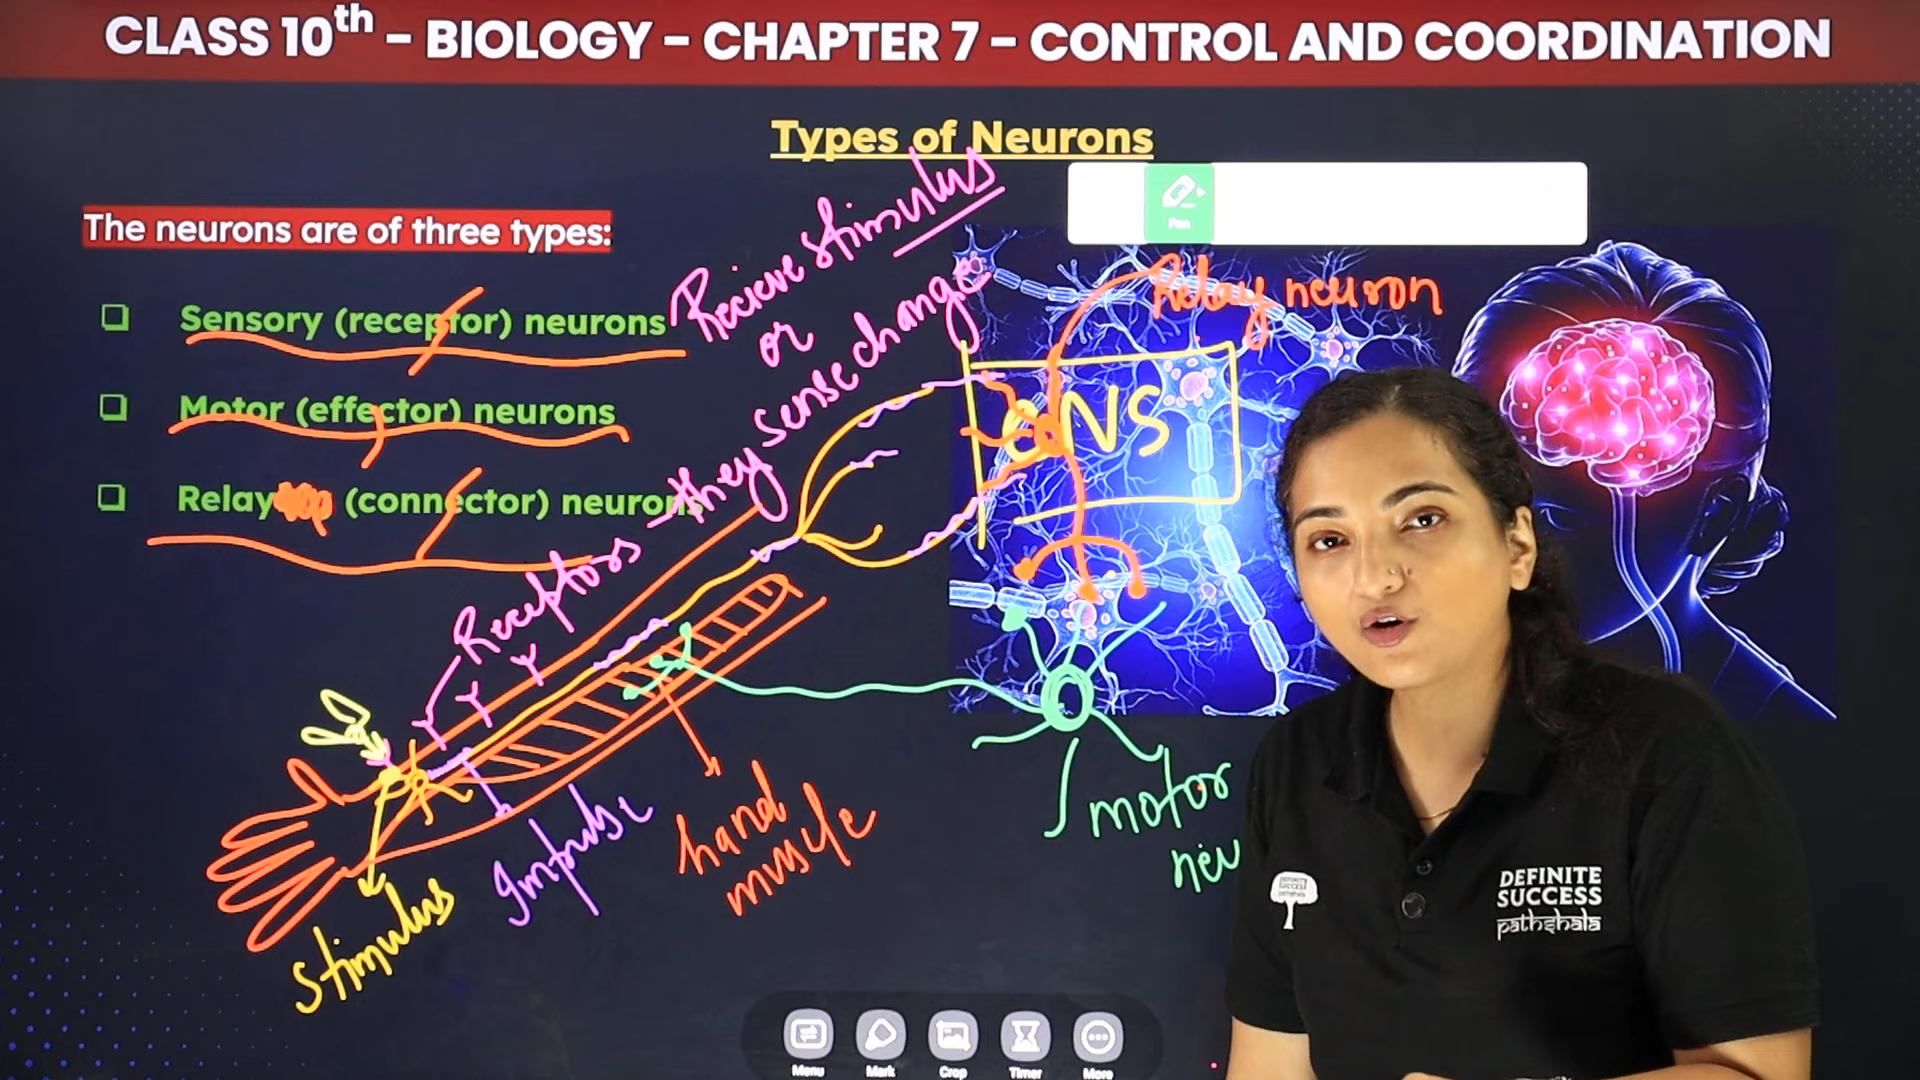 CLASS 10th - BIOLOGY - CHAPTER 7 - CONTROL AND COORDINATION
Types of Neurons
Pen
The neurons are of three types:
Sensory (receptor) neurons
Motor (effector) neurons
Relay (connector) neurons
Recieve stimulus
or
Receptors - they sense change
Relay neuron
CNS
Stimulus
Impulse
hand
muscle
motor
neu
DEFINITE
SUCCESS
pathshala
Menu
Mark
Crop
Timer
More